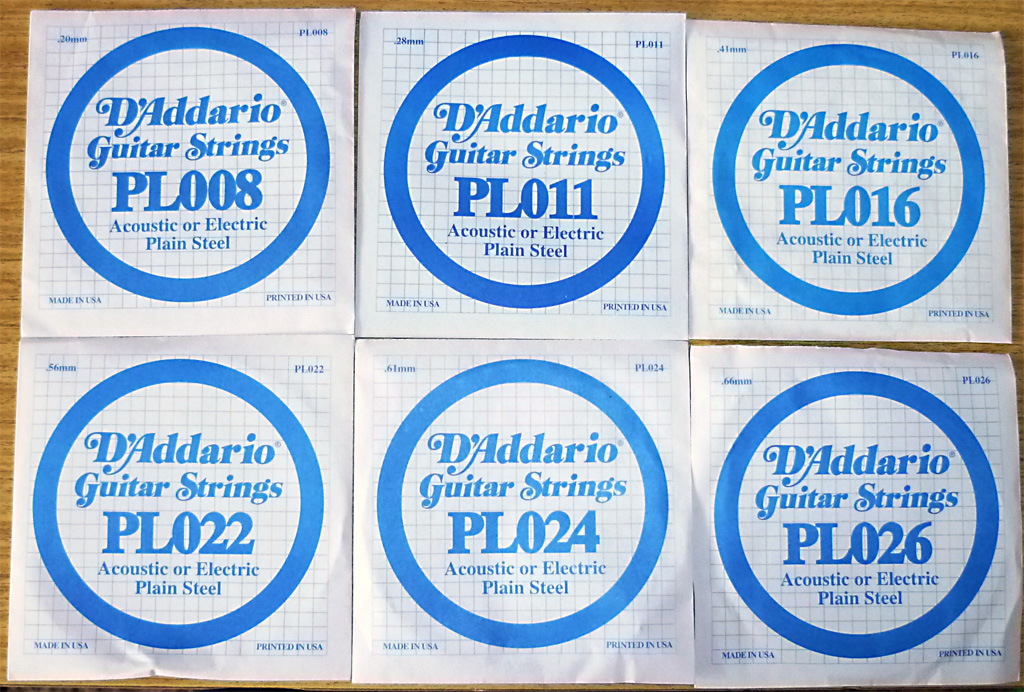 .20mm PL008
D'Addario®
Guitar Strings
PL008
Acoustic or Electric
Plain Steel
MADE IN USA PRINTED IN USA
.28mm PL011
D'Addario®
Guitar Strings
PL011
Acoustic or Electric
Plain Steel
MADE IN USA PRINTED IN USA
.41mm PL016
D'Addario®
Guitar Strings
PL016
Acoustic or Electric
Plain Steel
MADE IN USA PRINTED IN USA
.56mm PL022
D'Addario®
Guitar Strings
PL022
Acoustic or Electric
Plain Steel
MADE IN USA PRINTED IN USA
.61mm PL024
D'Addario®
Guitar Strings
PL024
Acoustic or Electric
Plain Steel
MADE IN USA PRINTED IN USA
.66mm PL026
D'Addario®
Guitar Strings
PL026
Acoustic or Electric
Plain Steel
MADE IN USA PRINTED IN USA